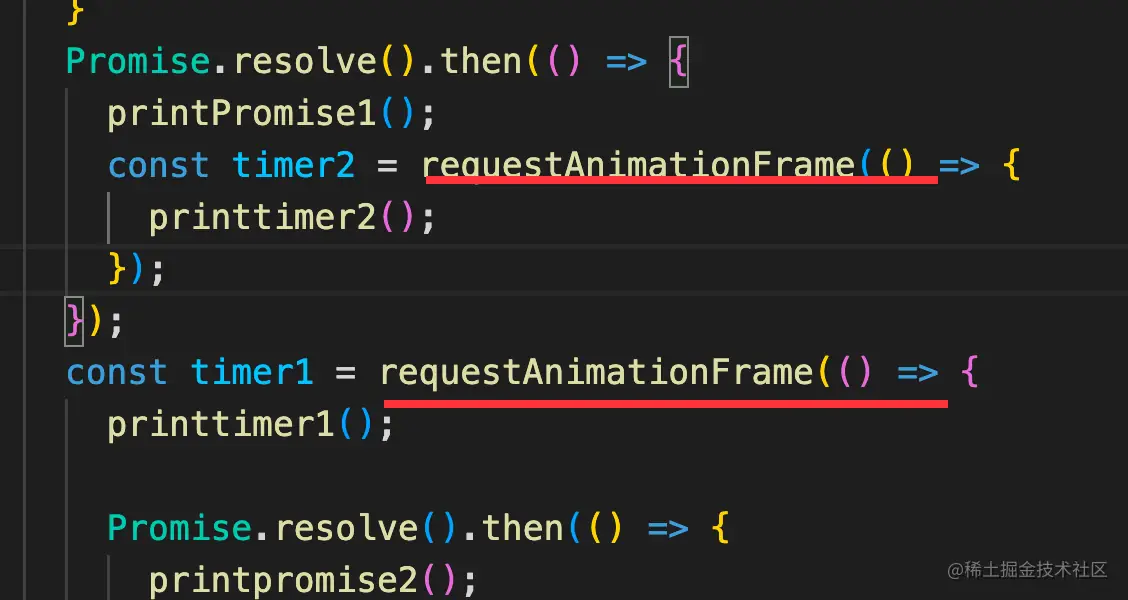 }
Promise.resolve().then(() => {
printPromise1();
const timer2 = requestAnimationFrame(() => {
printtimer2();
});
});
const timer1 = requestAnimationFrame(() => {
printtimer1();
Promise.resolve().then(() => {
printpromise2();
@稀土掘金技术社区